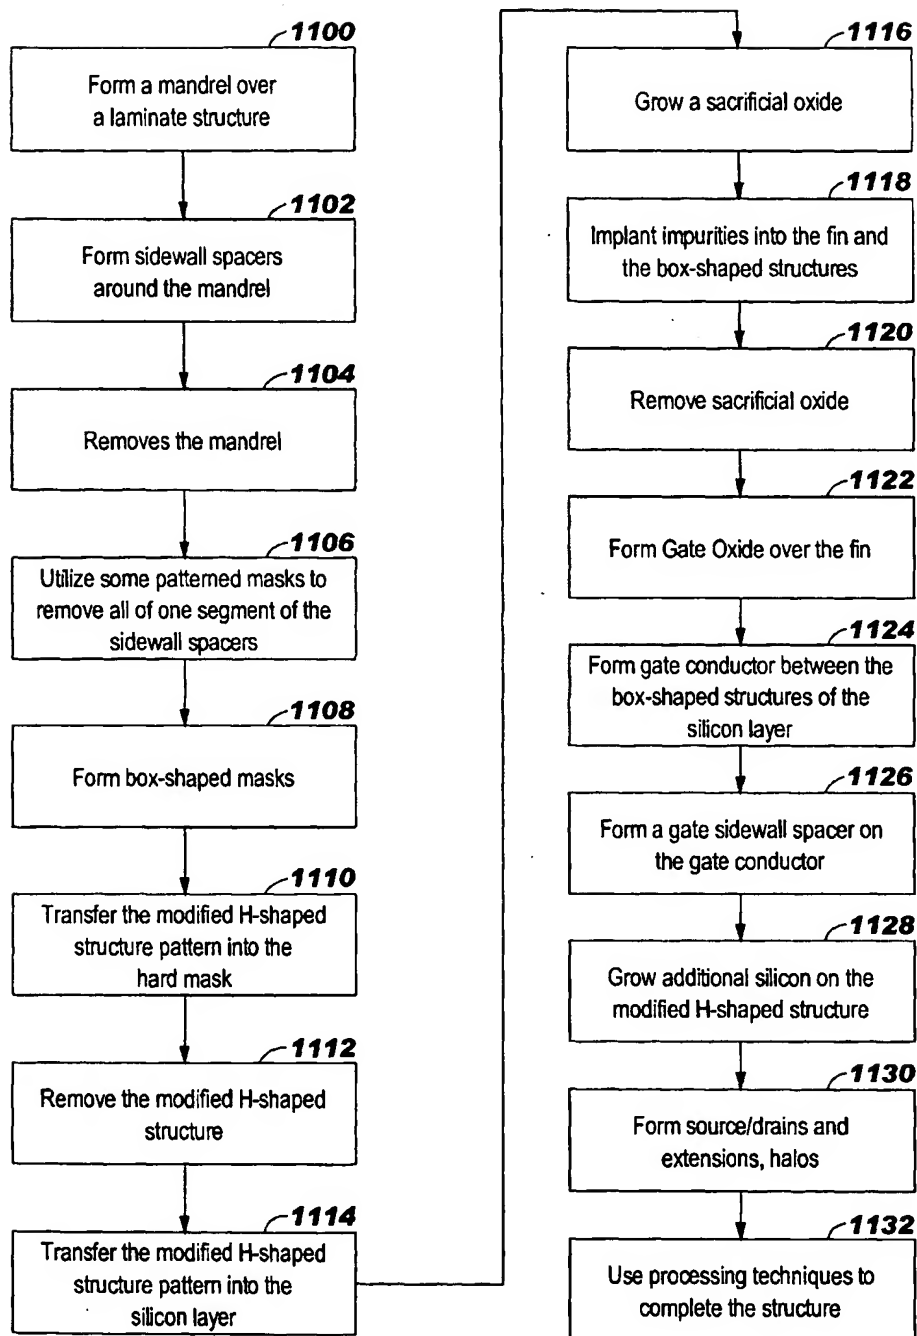 1100
Form a mandrel over
a laminate structure
1102
Form sidewall spacers
around the mandrel
1104
Removes the mandrel
1106
Utilize some patterned masks to
remove all of one segment of the
sidewall spacers
1108
Form box-shaped masks
1110
Transfer the modified H-shaped
structure pattern into the
hard mask
1112
Remove the modified H-shaped
structure
1114
Transfer the modified H-shaped
structure pattern into the
silicon layer
1116
Grow a sacrificial oxide
1118
Implant impurities into the fin and
the box-shaped structures
1120
Remove sacrificial oxide
1122
Form Gate Oxide over the fin
1124
Form gate conductor between the
box-shaped structures of the
silicon layer
1126
Form a gate sidewall spacer on
the gate conductor
1128
Grow additional silicon on the
modified H-shaped structure
1130
Form source/drains and
extensions, halos
1132
Use processing techniques to
complete the structure